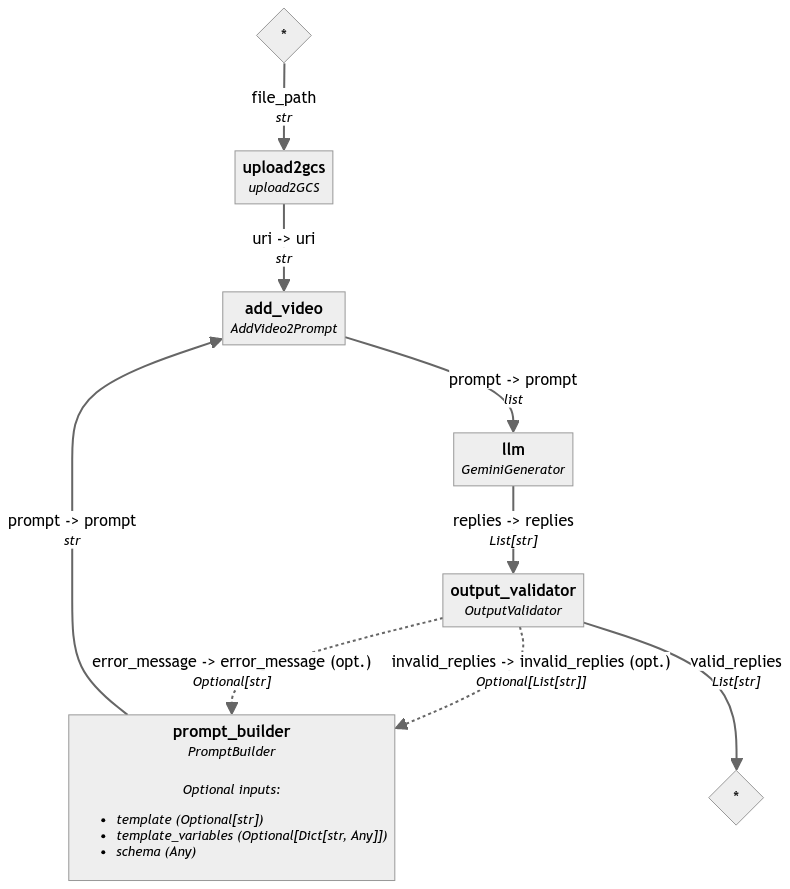 *
file_path
str
upload2gcs
upload2GCS
uri -> uri
str
add_video
AddVideo2Prompt
prompt -> prompt
list
llm
GeminiGenerator
prompt -> prompt
str
replies -> replies
List[str]
output_validator
OutputValidator
error_message -> error_message (opt.)
Optional[str]
invalid_replies -> invalid_replies (opt.)
Optional[List[str]]
valid_replies
List[str]
prompt_builder
PromptBuilder
Optional inputs:
• template (Optional[str])
• template_variables (Optional[Dict[str, Any]])
• schema (Any)
*